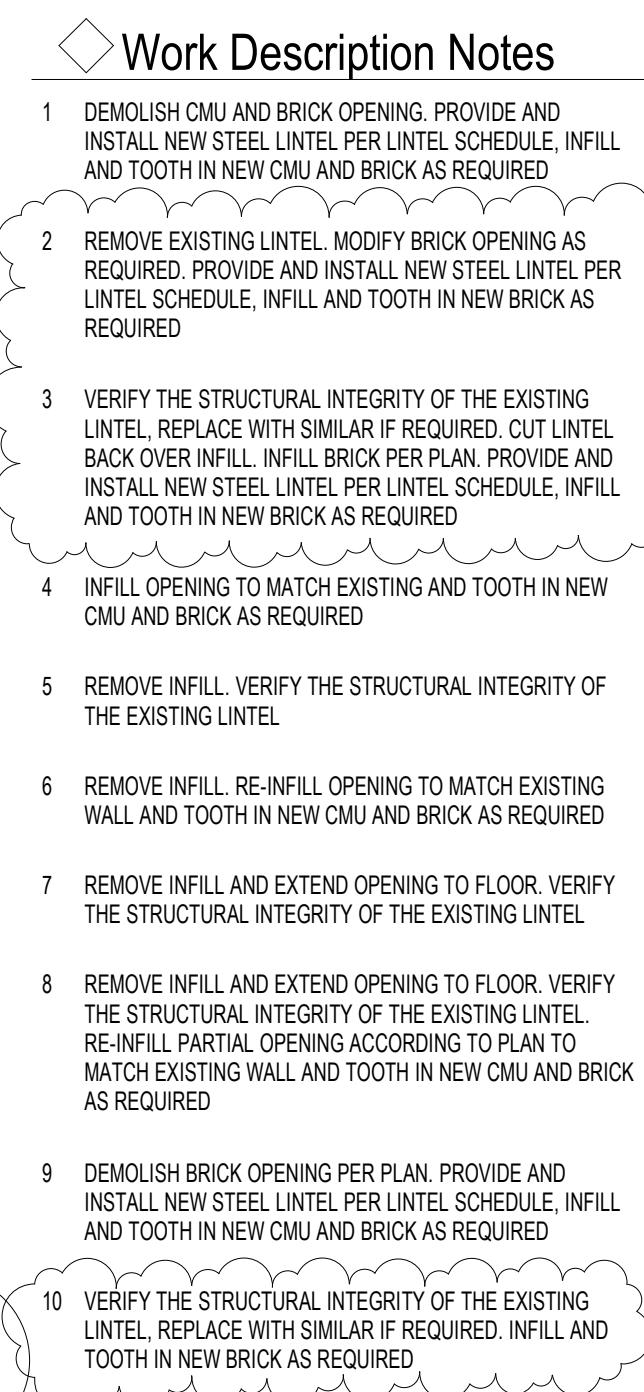 Work Description Notes
1 DEMOLISH CMU AND BRICK OPENING. PROVIDE AND
INSTALL NEW STEEL LINTEL PER LINTEL SCHEDULE, INFILL
AND TOOTH IN NEW CMU AND BRICK AS REQUIRED
2 REMOVE EXISTING LINTEL. MODIFY BRICK OPENING AS
REQUIRED. PROVIDE AND INSTALL NEW STEEL LINTEL PER
LINTEL SCHEDULE, INFILL AND TOOTH IN NEW BRICK AS
REQUIRED
3 VERIFY THE STRUCTURAL INTEGRITY OF THE EXISTING
LINTEL, REPLACE WITH SIMILAR IF REQUIRED. CUT LINTEL
BACK OVER INFILL. INFILL BRICK PER PLAN. PROVIDE AND
INSTALL NEW STEEL LINTEL PER LINTEL SCHEDULE, INFILL
AND TOOTH IN NEW BRICK AS REQUIRED
4 INFILL OPENING TO MATCH EXISTING AND TOOTH IN NEW
CMU AND BRICK AS REQUIRED
5 REMOVE INFILL. VERIFY THE STRUCTURAL INTEGRITY OF
THE EXISTING LINTEL
6 REMOVE INFILL. RE-INFILL OPENING TO MATCH EXISTING
WALL AND TOOTH IN NEW CMU AND BRICK AS REQUIRED
7 REMOVE INFILL AND EXTEND OPENING TO FLOOR. VERIFY
THE STRUCTURAL INTEGRITY OF THE EXISTING LINTEL
8 REMOVE INFILL AND EXTEND OPENING TO FLOOR. VERIFY
THE STRUCTURAL INTEGRITY OF THE EXISTING LINTEL.
RE-INFILL PARTIAL OPENING ACCORDING TO PLAN TO
MATCH EXISTING WALL AND TOOTH IN NEW CMU AND BRICK
AS REQUIRED
9 DEMOLISH BRICK OPENING PER PLAN. PROVIDE AND
INSTALL NEW STEEL LINTEL PER LINTEL SCHEDULE, INFILL
AND TOOTH IN NEW CMU AND BRICK AS REQUIRED
10 VERIFY THE STRUCTURAL INTEGRITY OF THE EXISTING
LINTEL, REPLACE WITH SIMILAR IF REQUIRED. INFILL AND
TOOTH IN NEW BRICK AS REQUIRED